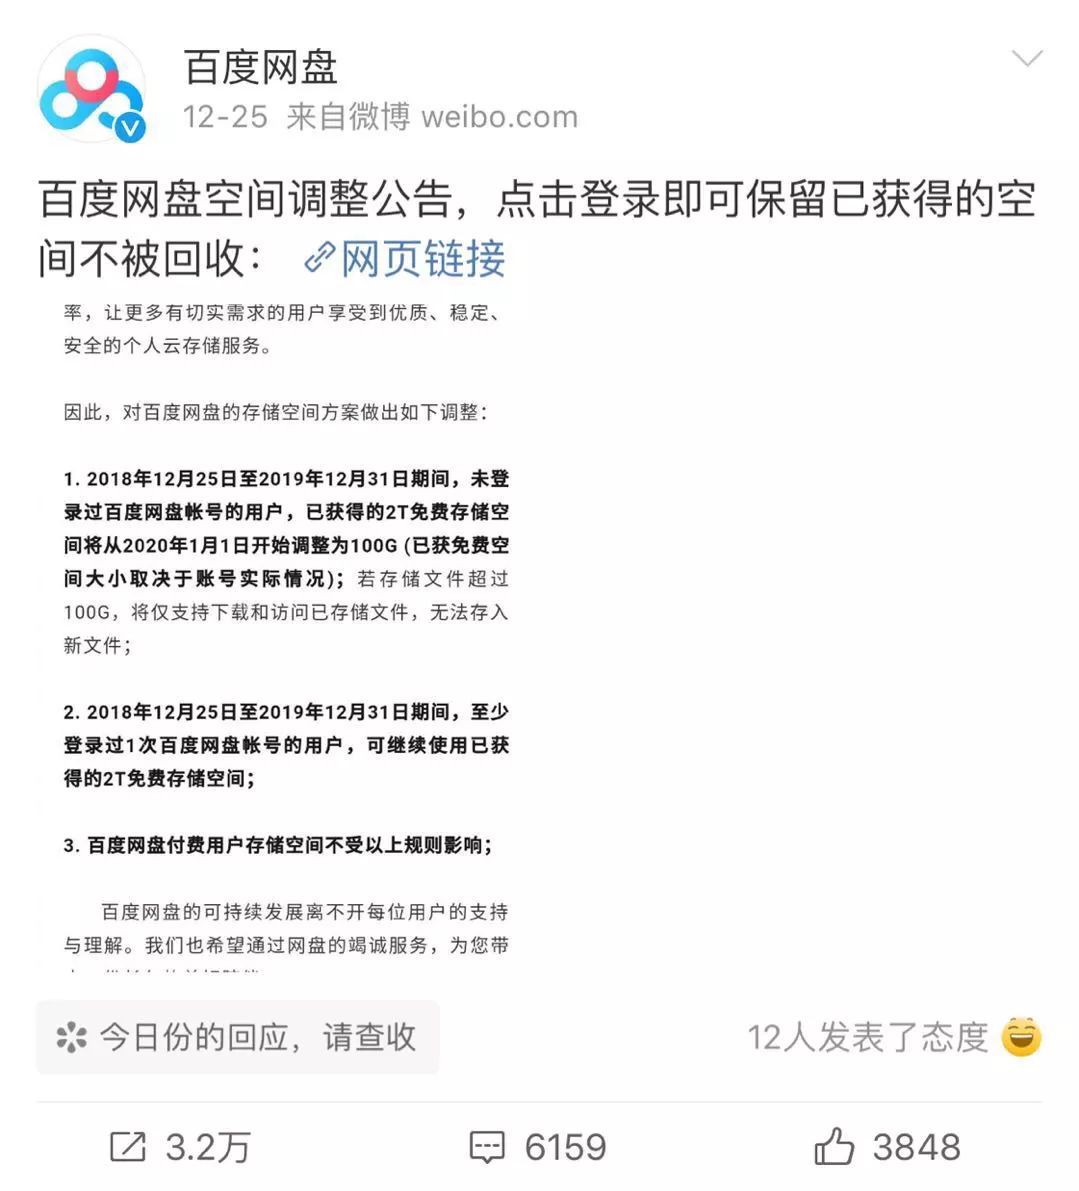 百度网盘
12-25 来自微博 weibo.com
百度网盘空间调整公告，点击登录即可保留已获得的空
间不被回收： 网页链接
率，让更多有切实需求的用户享受到优质、稳定、
安全的个人云存储服务。
因此，对百度网盘的存储空间方案做出如下调整：
1. 2018年12月25日至2019年12月31日期间，未登
录过百度网盘帐号的用户，已获得的2T免费存储空
间将从2020年1月1日开始调整为100G (已获免费空
间大小取决于账号实际情况)；若存储文件超过
100G，将仅支持下载和访问已存储文件，无法存入
新文件；
2. 2018年12月25日至2019年12月31日期间，至少
登录过1次百度网盘帐号的用户，可继续使用已获
得的2T免费存储空间；
3. 百度网盘付费用户存储空间不受以上规则影响；
百度网盘的可持续发展离不开每位用户的支持
与理解。我们也希望通过网盘的竭诚服务，为您带
今日份的回应，请查收
12人发表了态度
3.2万
6159
3848